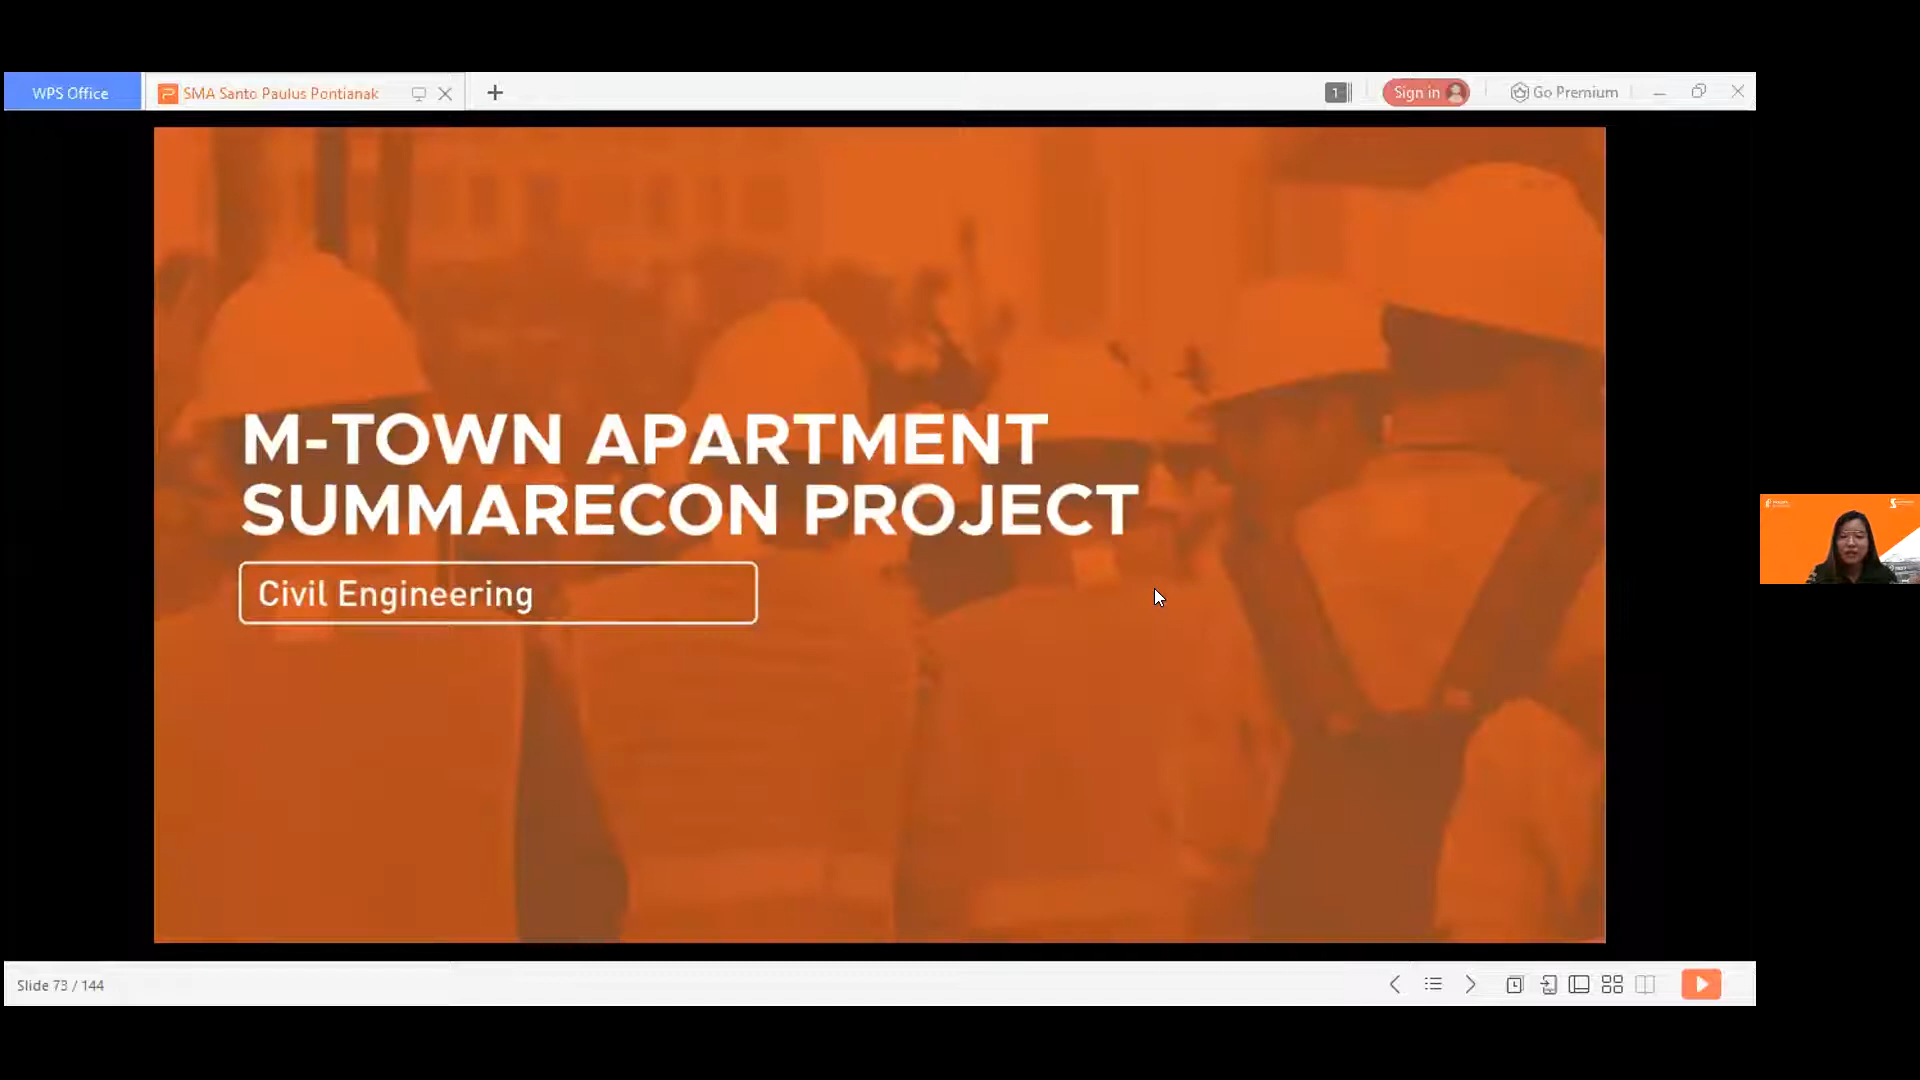 WPS Office
SMA Santo Paulus Pontianak
1
Sign in
Go Premium
M-TOWN APARTMENT
SUMMARECON PROJECT
Civil Engineering
Slide 73 / 144